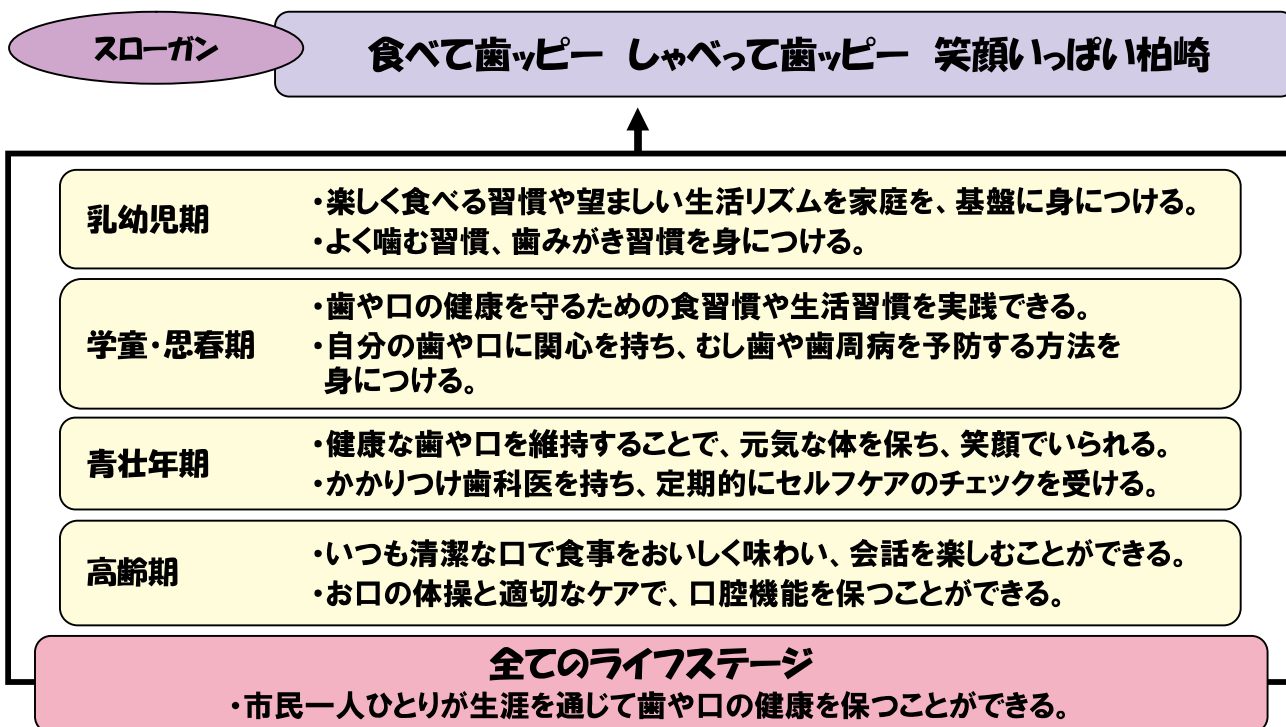 スローガン
食べて歯ッピー しゃべって歯ッピー 笑顔いっぱい柏崎
乳幼児期
・楽しく食べる習慣や望ましい生活リズムを家庭を、基盤に身につける。
・よく噛む習慣、歯みがき習慣を身につける。
学童・思春期
・歯や口の健康を守るための食習慣や生活習慣を実践できる。
・自分の歯や口に関心を持ち、むし歯や歯周病を予防する方法を
身につける。
青壮年期
・健康な歯や口を維持することで、元気な体を保ち、笑顔でいられる。
・かかりつけ歯科医を持ち、定期的にセルフケアのチェックを受ける。
高齢期
・いつも清潔な口で食事をおいしく味わい、会話を楽しむことができる。
・お口の体操と適切なケアで、口腔機能を保つことができる。
全てのライフステージ
・市民一人ひとりが生涯を通じて歯や口の健康を保つことができる。